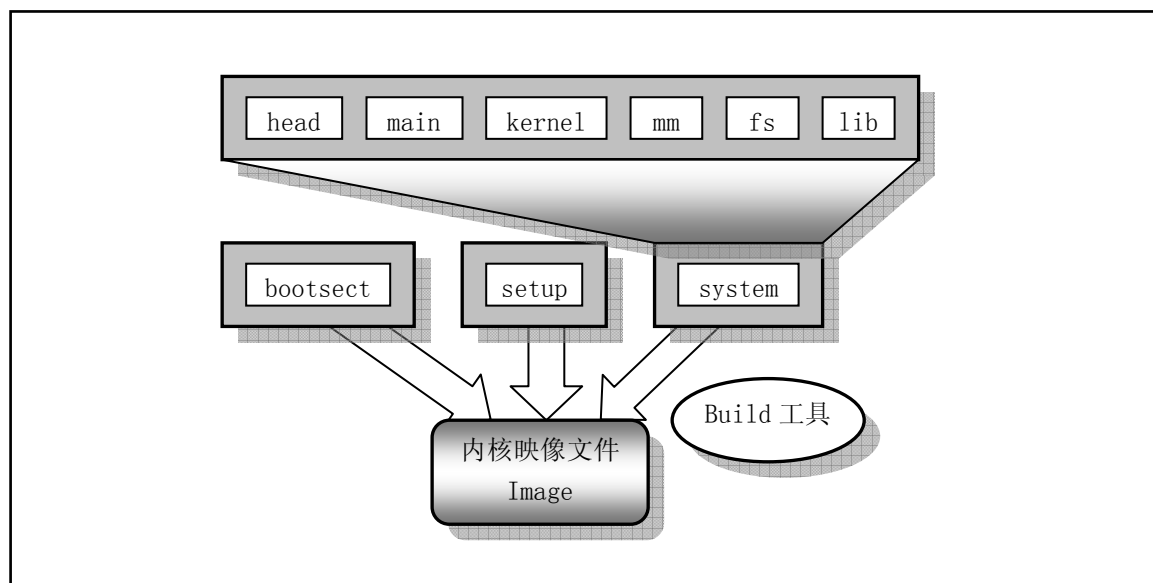 head main kernel mm fs lib
bootsect setup system
Build 工具
内核映像文件
Image